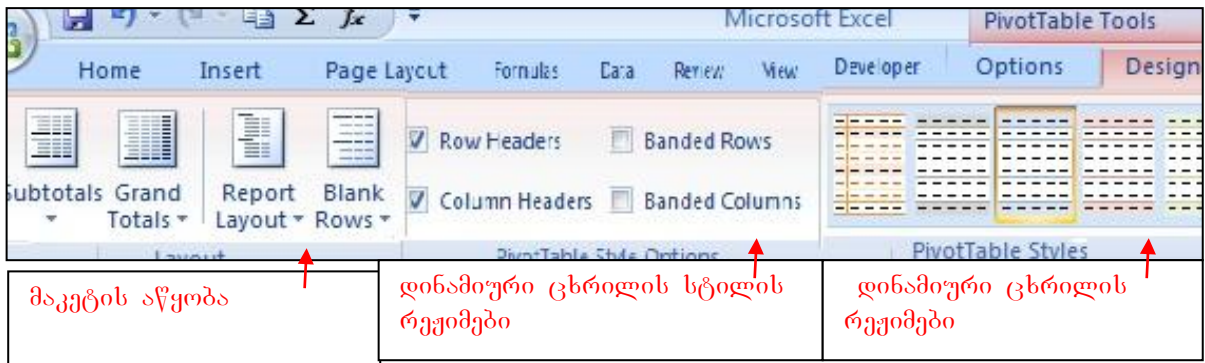 Σ fx Microsoft Excel PivotTable Tools
Home Insert Page Layout Formulas Data Review View Developer Options Design
Row Headers Banded Rows
Subtotals Grand Totals Report Layout Blank Rows
Column Headers Banded Columns
Layout PivotTable Style Options PivotTable Styles
მაკეტის აწყობა
დინამიური ცხრილის სტილის
რეჟიმები
დინამიური ცხრილის
რეჟიმები